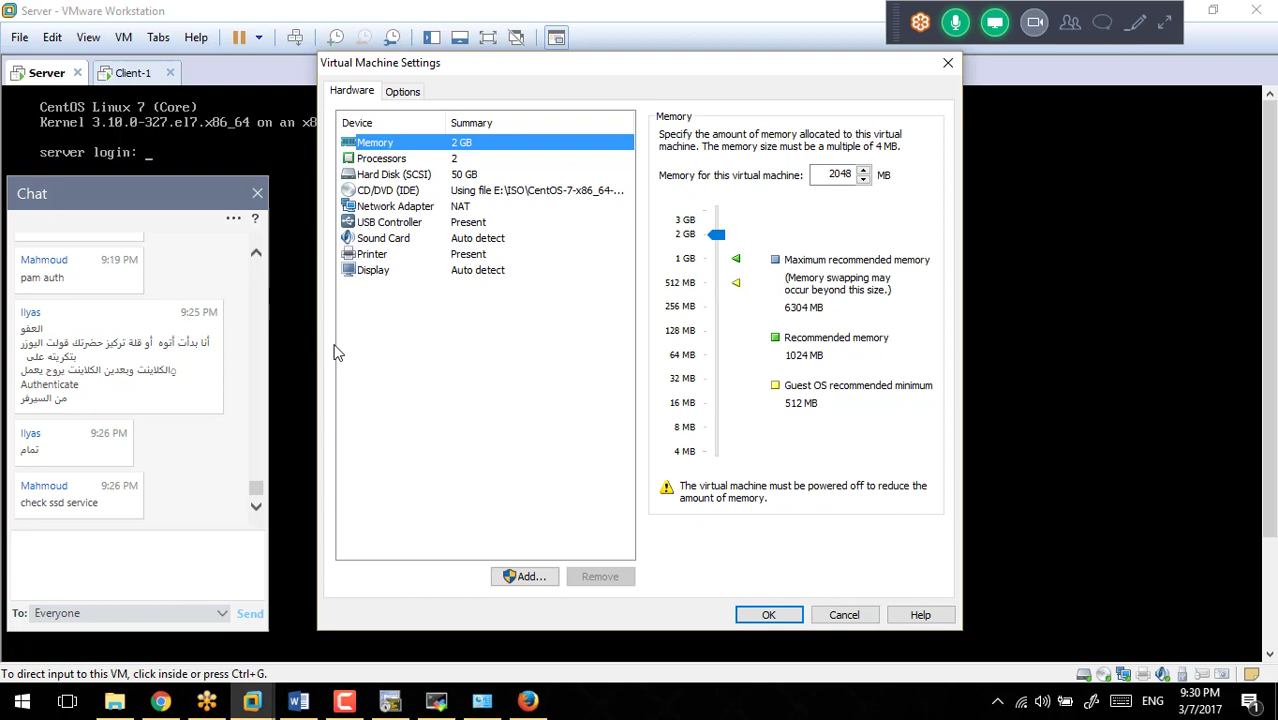 Server - VMware Workstation
File Edit View VM Tabs Help
Server Client-1
CentOS Linux 7 (Core)
Kernel 3.10.0-327.el7.x86_64 on an x8
server login: _
Chat
... ?
Mahmoud 9:19 PM
pam auth
Ilyas 9:25 PM
العفو
أنا بدأت أتوه أو قلة تركيز حضرتك قولت اليوزر
بتكريته على
الكلاينت وبعدين الكلاينت بروح يعمل
Authenticate
من السيرفر
Ilyas 9:26 PM
تمام
Mahmoud 9:26 PM
check ssd service
To: Everyone Send
Virtual Machine Settings
Hardware Options
Device Summary
Memory 2 GB
Processors 2
Hard Disk (SCSI) 50 GB
CD/DVD (IDE) Using file E:\ISO\CentOS-7-x86_64-...
Network Adapter NAT
USB Controller Present
Sound Card Auto detect
Printer Present
Display Auto detect
Add... Remove
Memory
Specify the amount of memory allocated to this virtual
machine. The memory size must be a multiple of 4 MB.
Memory for this virtual machine: 2048 MB
3 GB
2 GB
1 GB
512 MB
256 MB
128 MB
64 MB
32 MB
16 MB
8 MB
4 MB
Maximum recommended memory
(Memory swapping may
occur beyond this size.)
6304 MB
Recommended memory
1024 MB
Guest OS recommended minimum
512 MB
The virtual machine must be powered off to reduce the
amount of memory.
OK Cancel Help
To direct input to this VM, click inside or press Ctrl+G.
ENG
9:30 PM
3/7/2017
1